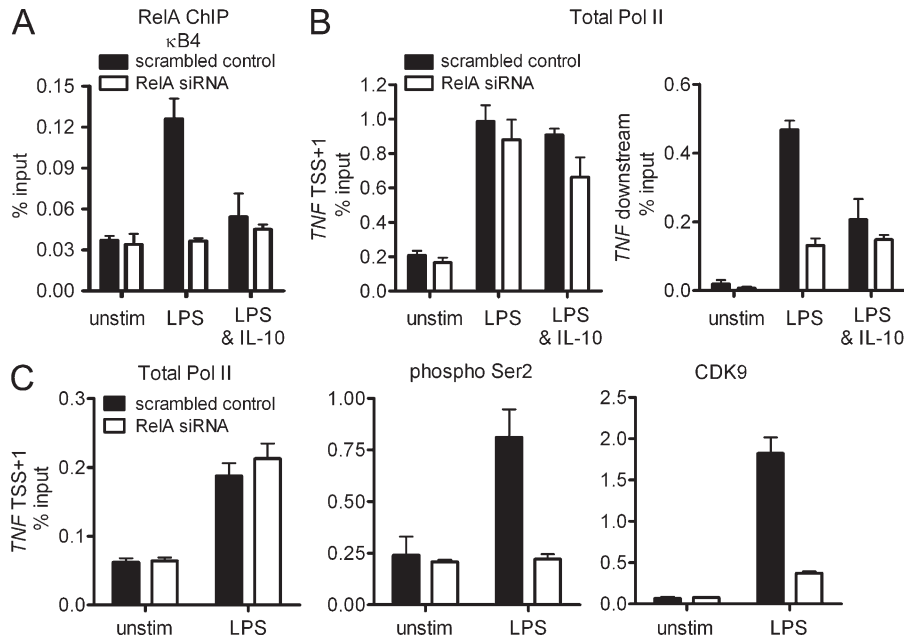 A
RelA ChIP
κB4
scrambled control
RelA siRNA
% input
0.15
0.12
0.09
0.06
0.03
0.00
unstim
LPS
LPS
& IL-10
B
Total Pol II
scrambled control
RelA siRNA
TNF TSS+1
% input
1.2
1.0
0.8
0.6
0.4
0.2
0.0
unstim
LPS
LPS
& IL-10
TNF downstream
% input
0.6
0.4
0.2
0.0
unstim
LPS
LPS
& IL-10
C
Total Pol II
scrambled control
RelA siRNA
TNF TSS+1
% input
0.3
0.2
0.1
0.0
unstim
LPS
phospho Ser2
1.00
0.75
0.50
0.25
0.00
unstim
LPS
CDK9
2.5
2.0
1.5
1.0
0.5
0.0
unstim
LPS